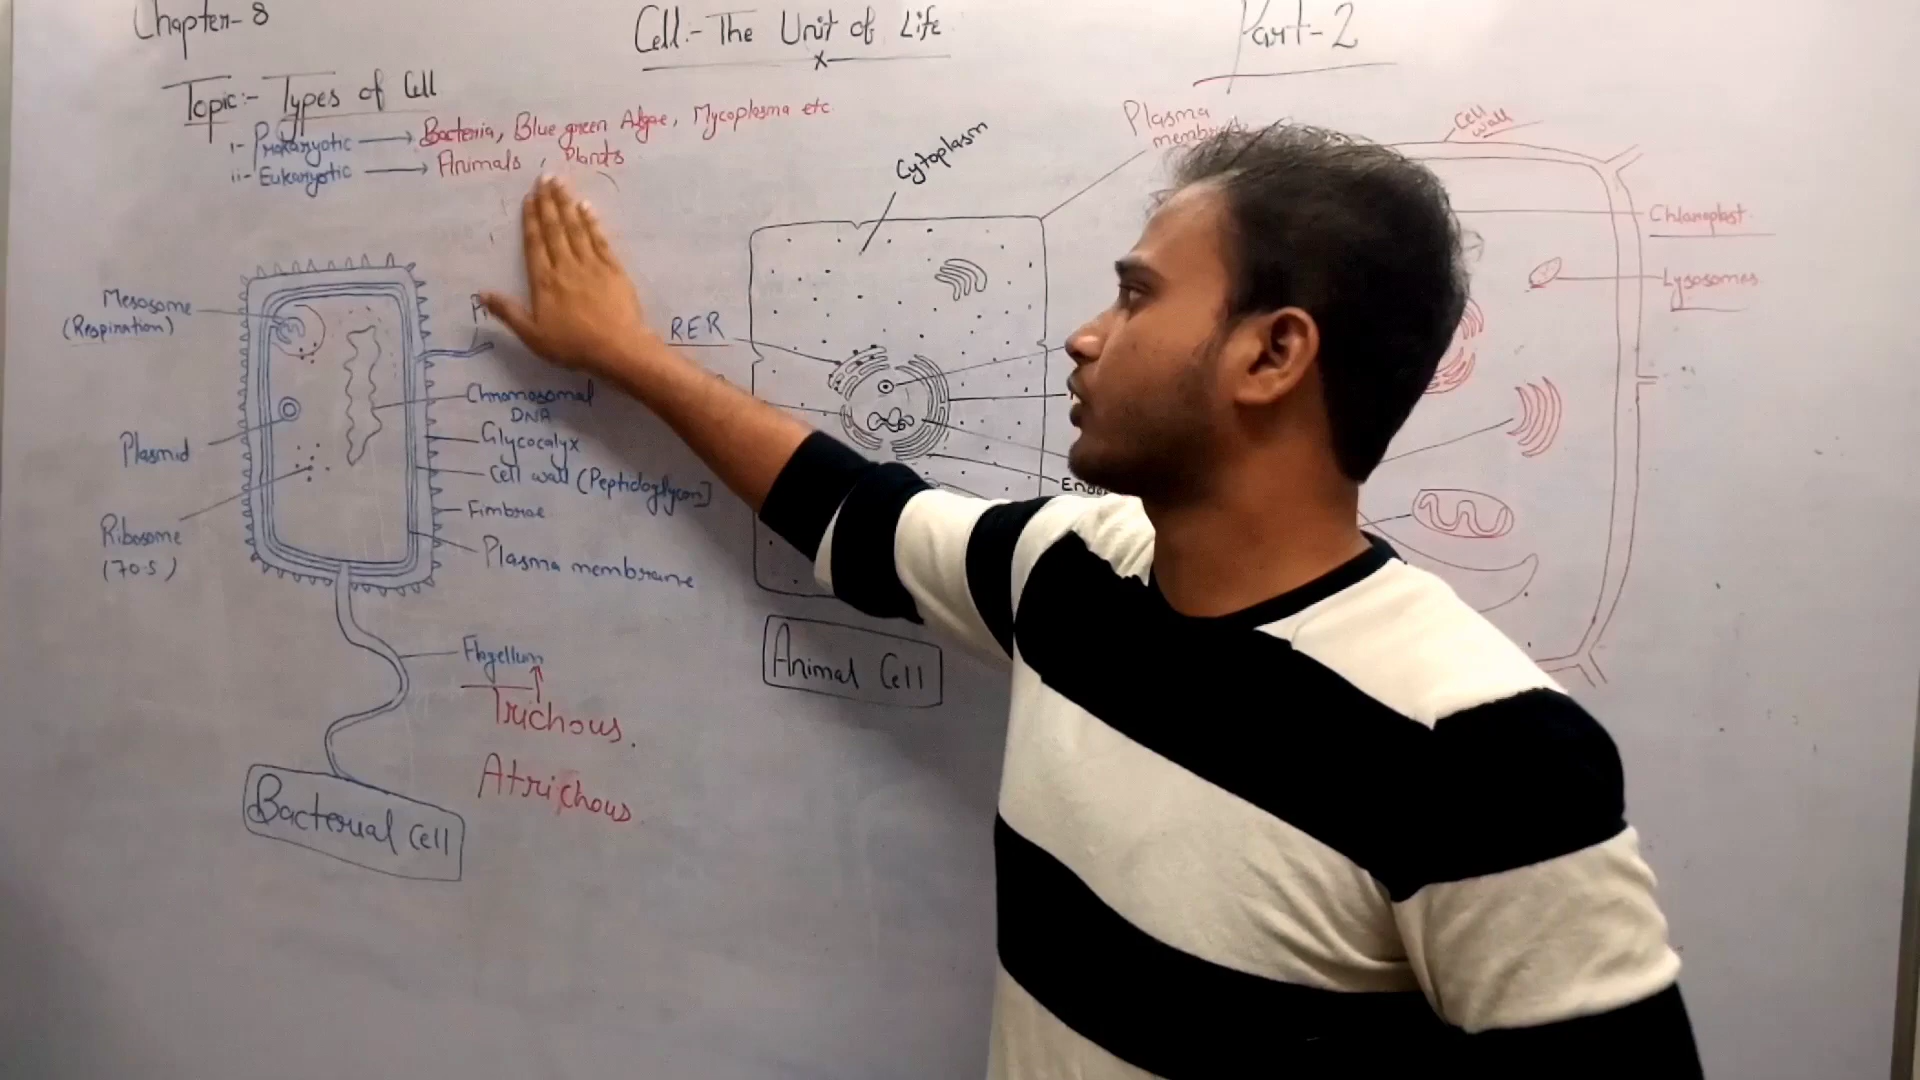 Chapter-8
Cell:- The Unit of Life
Part-2
Topic:- Types of Cell
i- Prokaryotic → Bacteria, Blue green Algae, Mycoplasma etc
ii- Eukaryotic → Animals, Plants
Mesosome
(Respiration)
Plasmid
Ribosome
(70s)
Chromosomal
DNA
Glycocalyx
Cell wall (Peptidoglycan)
Fimbrae
Plasma membrane
Flagellum
Trichous.
Atrichous
Bacterial Cell
Cytoplasm
RER
Animal Cell
Plasma
membrane
Cell
wall
Chloroplast
Lysosomes